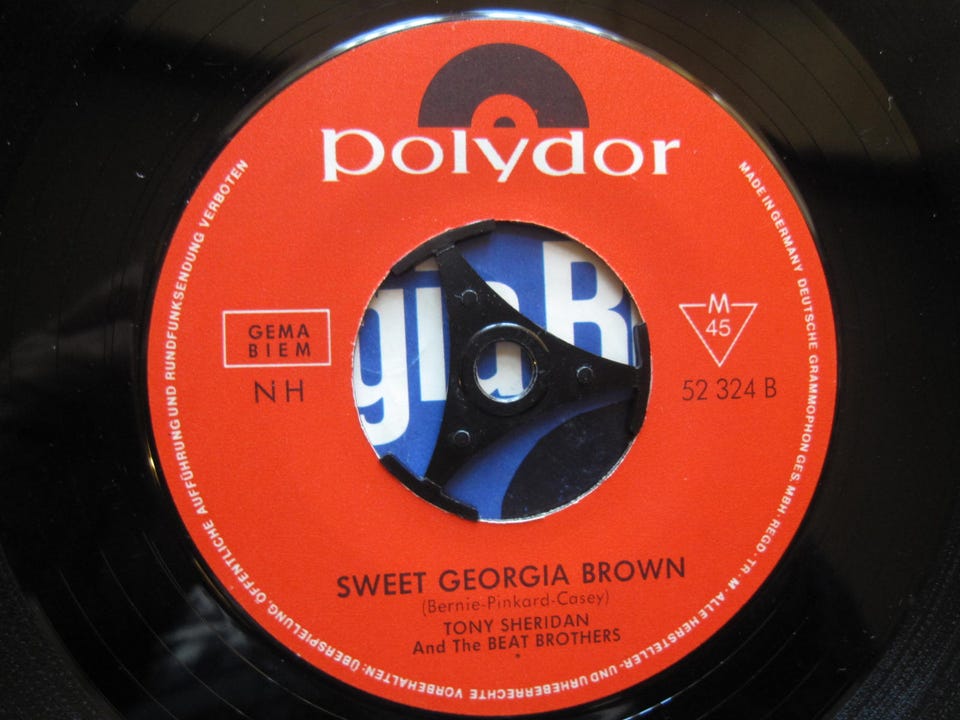 polydor
MADE IN GERMANY DEUTSCHE GRAMMOPHON GES. MBH · REGD · TR · M · ALLE HERSTELLER- UND URHEBERRECHTE VORBEHALTEN: ÜBERSPIELUNG, ÖFFENTLICHE AUFFÜHRUNG UND RUNDFUNKSENDUNG VERBOTEN
GEMA
BIEM
NiH
M
45
52 324 B
gia B
SWEET GEORGIA BROWN
(Bernie-Pinkard-Casey)
TONY SHERIDAN
And The BEAT BROTHERS